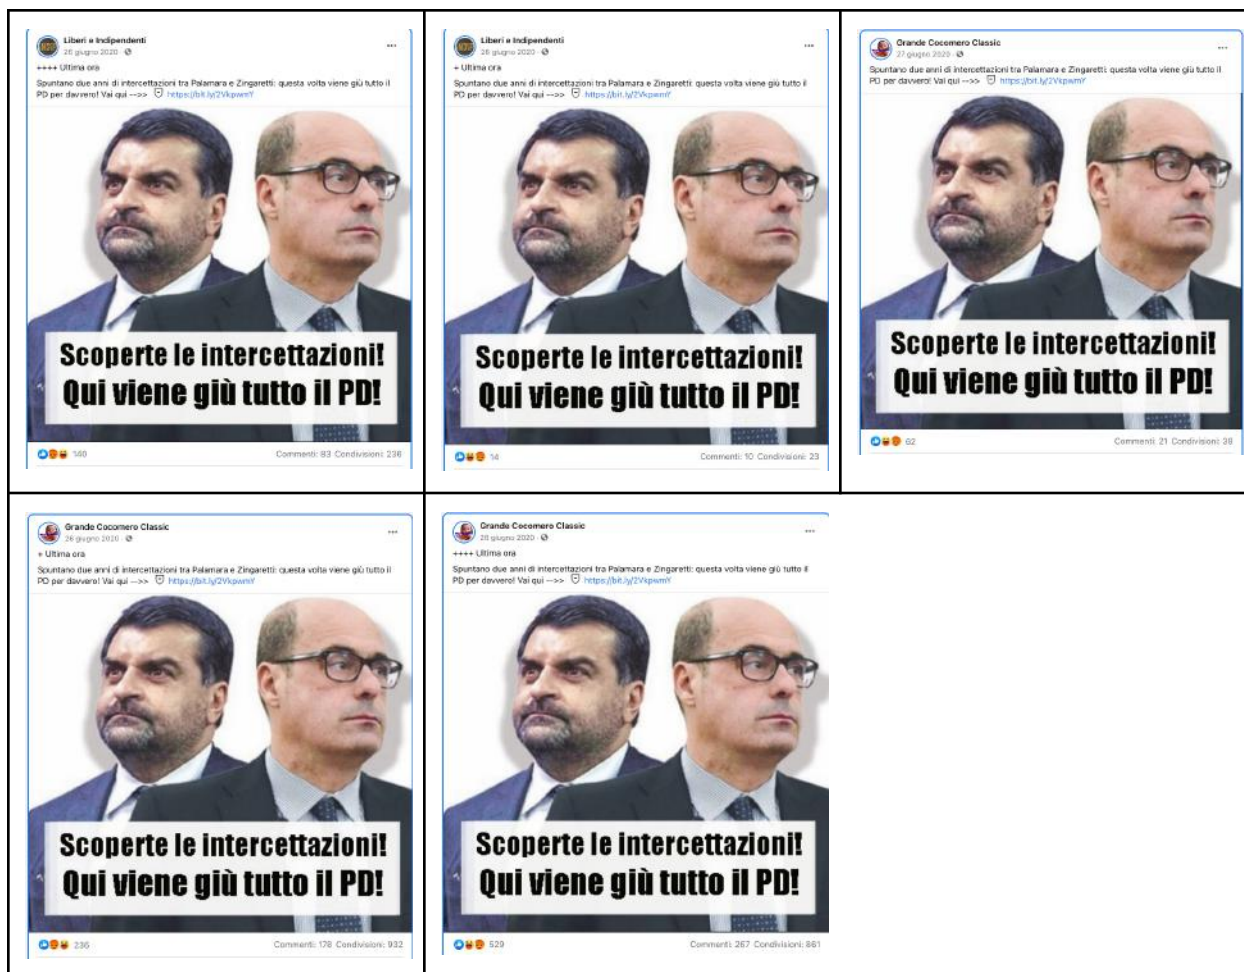 Liberi e Indipendenti
26 giugno 2020 ·
++++ Ultima ora
Spuntano due anni di intercettazioni tra Palamara e Zingaretti: questa volta viene giù tutto il
PD per davvero! Vai qui -->> https://bit.ly/2VkpwmY
Scoperte le intercettazioni!
Qui viene giù tutto il PD!
140
Commenti: 83 Condivisioni: 236
Liberi e Indipendenti
26 giugno 2020 ·
+ Ultima ora
Spuntano due anni di intercettazioni tra Palamara e Zingaretti: questa volta viene giù tutto il
PD per davvero! Vai qui -->> https://bit.ly/2VkpwmY
Scoperte le intercettazioni!
Qui viene giù tutto il PD!
14
Commenti: 10 Condivisioni: 23
Grande Cocomero Classic
27 giugno 2020 ·
Spuntano due anni di intercettazioni tra Palamara e Zingaretti: questa volta viene giù tutto il
PD per davvero! Vai qui -->> https://bit.ly/2VkpwmY
Scoperte le intercettazioni!
Qui viene giù tutto il PD!
62
Commenti: 21 Condivisioni: 38
Grande Cocomero Classic
26 giugno 2020 ·
+ Ultima ora
Spuntano due anni di intercettazioni tra Palamara e Zingaretti: questa volta viene giù tutto il
PD per davvero! Vai qui -->> https://bit.ly/2VkpwmY
Scoperte le intercettazioni!
Qui viene giù tutto il PD!
236
Commenti: 178 Condivisioni: 932
Grande Cocomero Classic
26 giugno 2020 ·
++++ Ultima ora
Spuntano due anni di intercettazioni tra Palamara e Zingaretti: questa volta viene giù tutto il
PD per davvero! Vai qui -->> https://bit.ly/2VkpwmY
Scoperte le intercettazioni!
Qui viene giù tutto il PD!
529
Commenti: 267 Condivisioni: 861